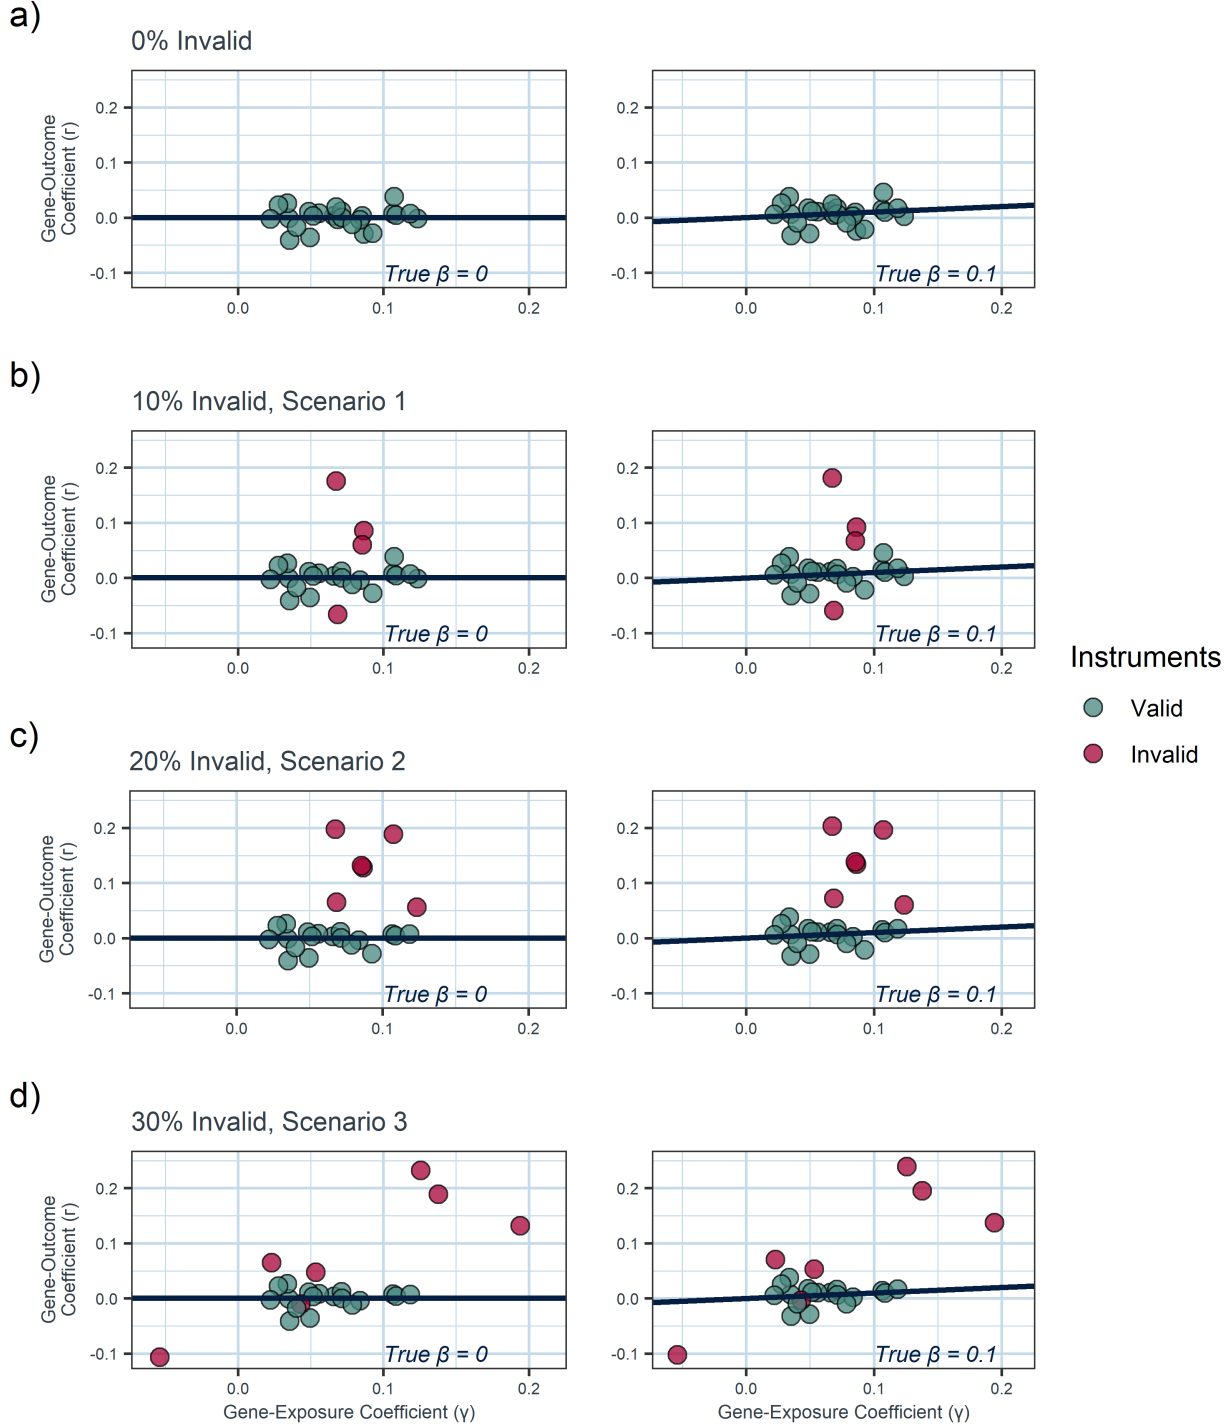 a)
0% Invalid
Gene-Outcome
Coefficient (r)
0.2
0.1
0.0
-0.1
True β = 0
0.0
0.1
0.2
0.2
0.1
0.0
-0.1
True β = 0.1
0.0
0.1
0.2
b)
10% Invalid, Scenario 1
Gene-Outcome
Coefficient (r)
0.2
0.1
0.0
-0.1
True β = 0
0.0
0.1
0.2
0.2
0.1
0.0
-0.1
True β = 0.1
0.0
0.1
0.2
Instruments
Valid
Invalid
c)
20% Invalid, Scenario 2
Gene-Outcome
Coefficient (r)
0.2
0.1
0.0
-0.1
True β = 0
0.0
0.1
0.2
0.2
0.1
0.0
-0.1
True β = 0.1
0.0
0.1
0.2
d)
30% Invalid, Scenario 3
Gene-Outcome
Coefficient (r)
0.2
0.1
0.0
-0.1
True β = 0
0.0
0.1
0.2
Gene-Exposure Coefficient (γ)
0.2
0.1
0.0
-0.1
True β = 0.1
0.0
0.1
0.2
Gene-Exposure Coefficient (γ)